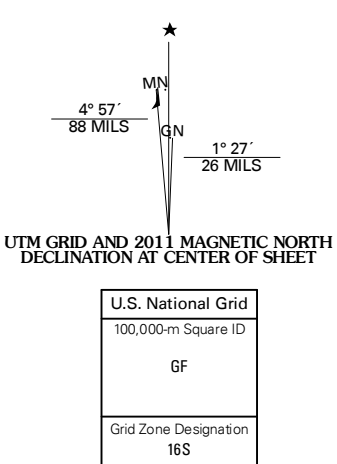 MN
GN
4° 57´
88 MILS
1° 27´
26 MILS
UTM GRID AND 2011 MAGNETIC NORTH
DECLINATION AT CENTER OF SHEET
U.S. National Grid
100,000-m Square ID
GF
Grid Zone Designation
16S